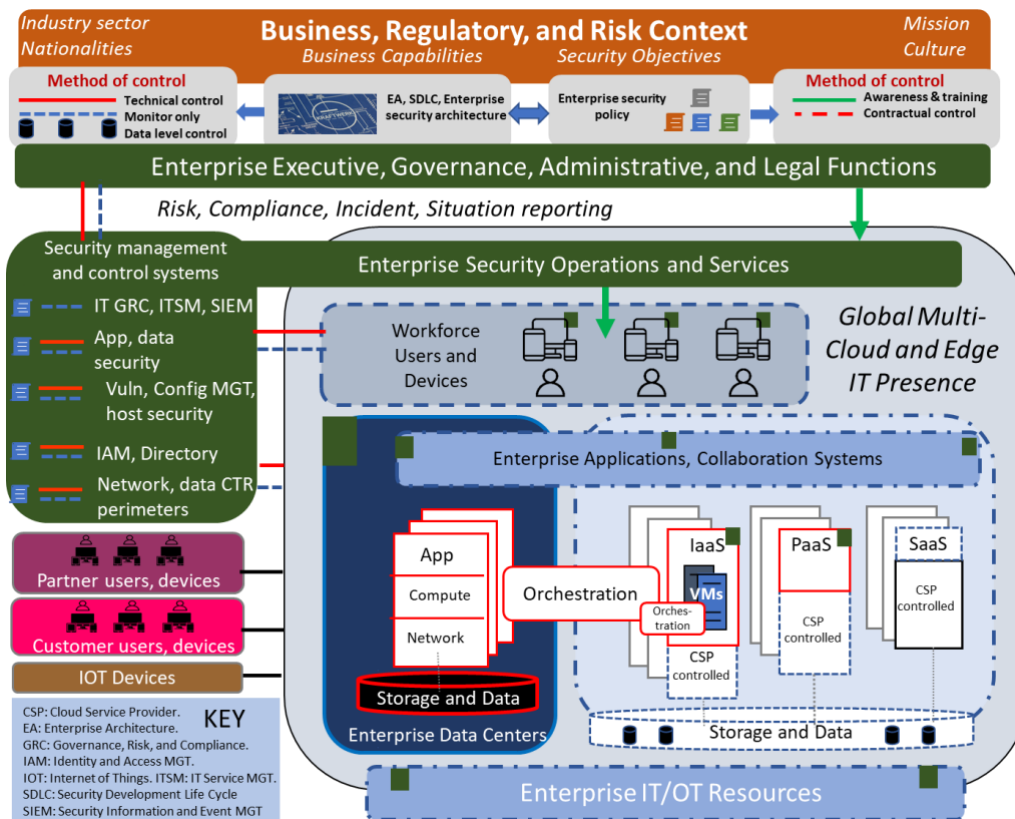 Industry sector
Nationalities
Business, Regulatory, and Risk Context
Business Capabilities
Security Objectives
Mission
Culture
Method of control
Technical control
Monitor only
Data level control
EA, SDLC, Enterprise
security architecture
Enterprise security
policy
Method of control
Awareness & training
Contractual control
Enterprise Executive, Governance, Administrative, and Legal Functions
Risk, Compliance, Incident, Situation reporting
Security management
and control systems
IT GRC, ITSM, SIEM
App, data
security
Vuln, Config MGT,
host security
IAM, Directory
Network, data CTR
perimeters
Enterprise Security Operations and Services
Workforce
Users and
Devices
Global Multi-
Cloud and Edge
IT Presence
Enterprise Applications, Collaboration Systems
App
Compute
Network
Storage and Data
Enterprise Data Centers
Orchestration
IaaS
VMs
Orches-
tration
CSP
controlled
PaaS
CSP
controlled
SaaS
CSP
controlled
Storage and Data
Enterprise IT/OT Resources
Partner users, devices
Customer users, devices
IOT Devices
KEY
CSP: Cloud Service Provider.
EA: Enterprise Architecture.
GRC: Governance, Risk, and Compliance.
IAM: Identity and Access MGT.
IOT: Internet of Things. ITSM: IT Service MGT.
SDLC: Security Development Life Cycle
SIEM: Security Information and Event MGT